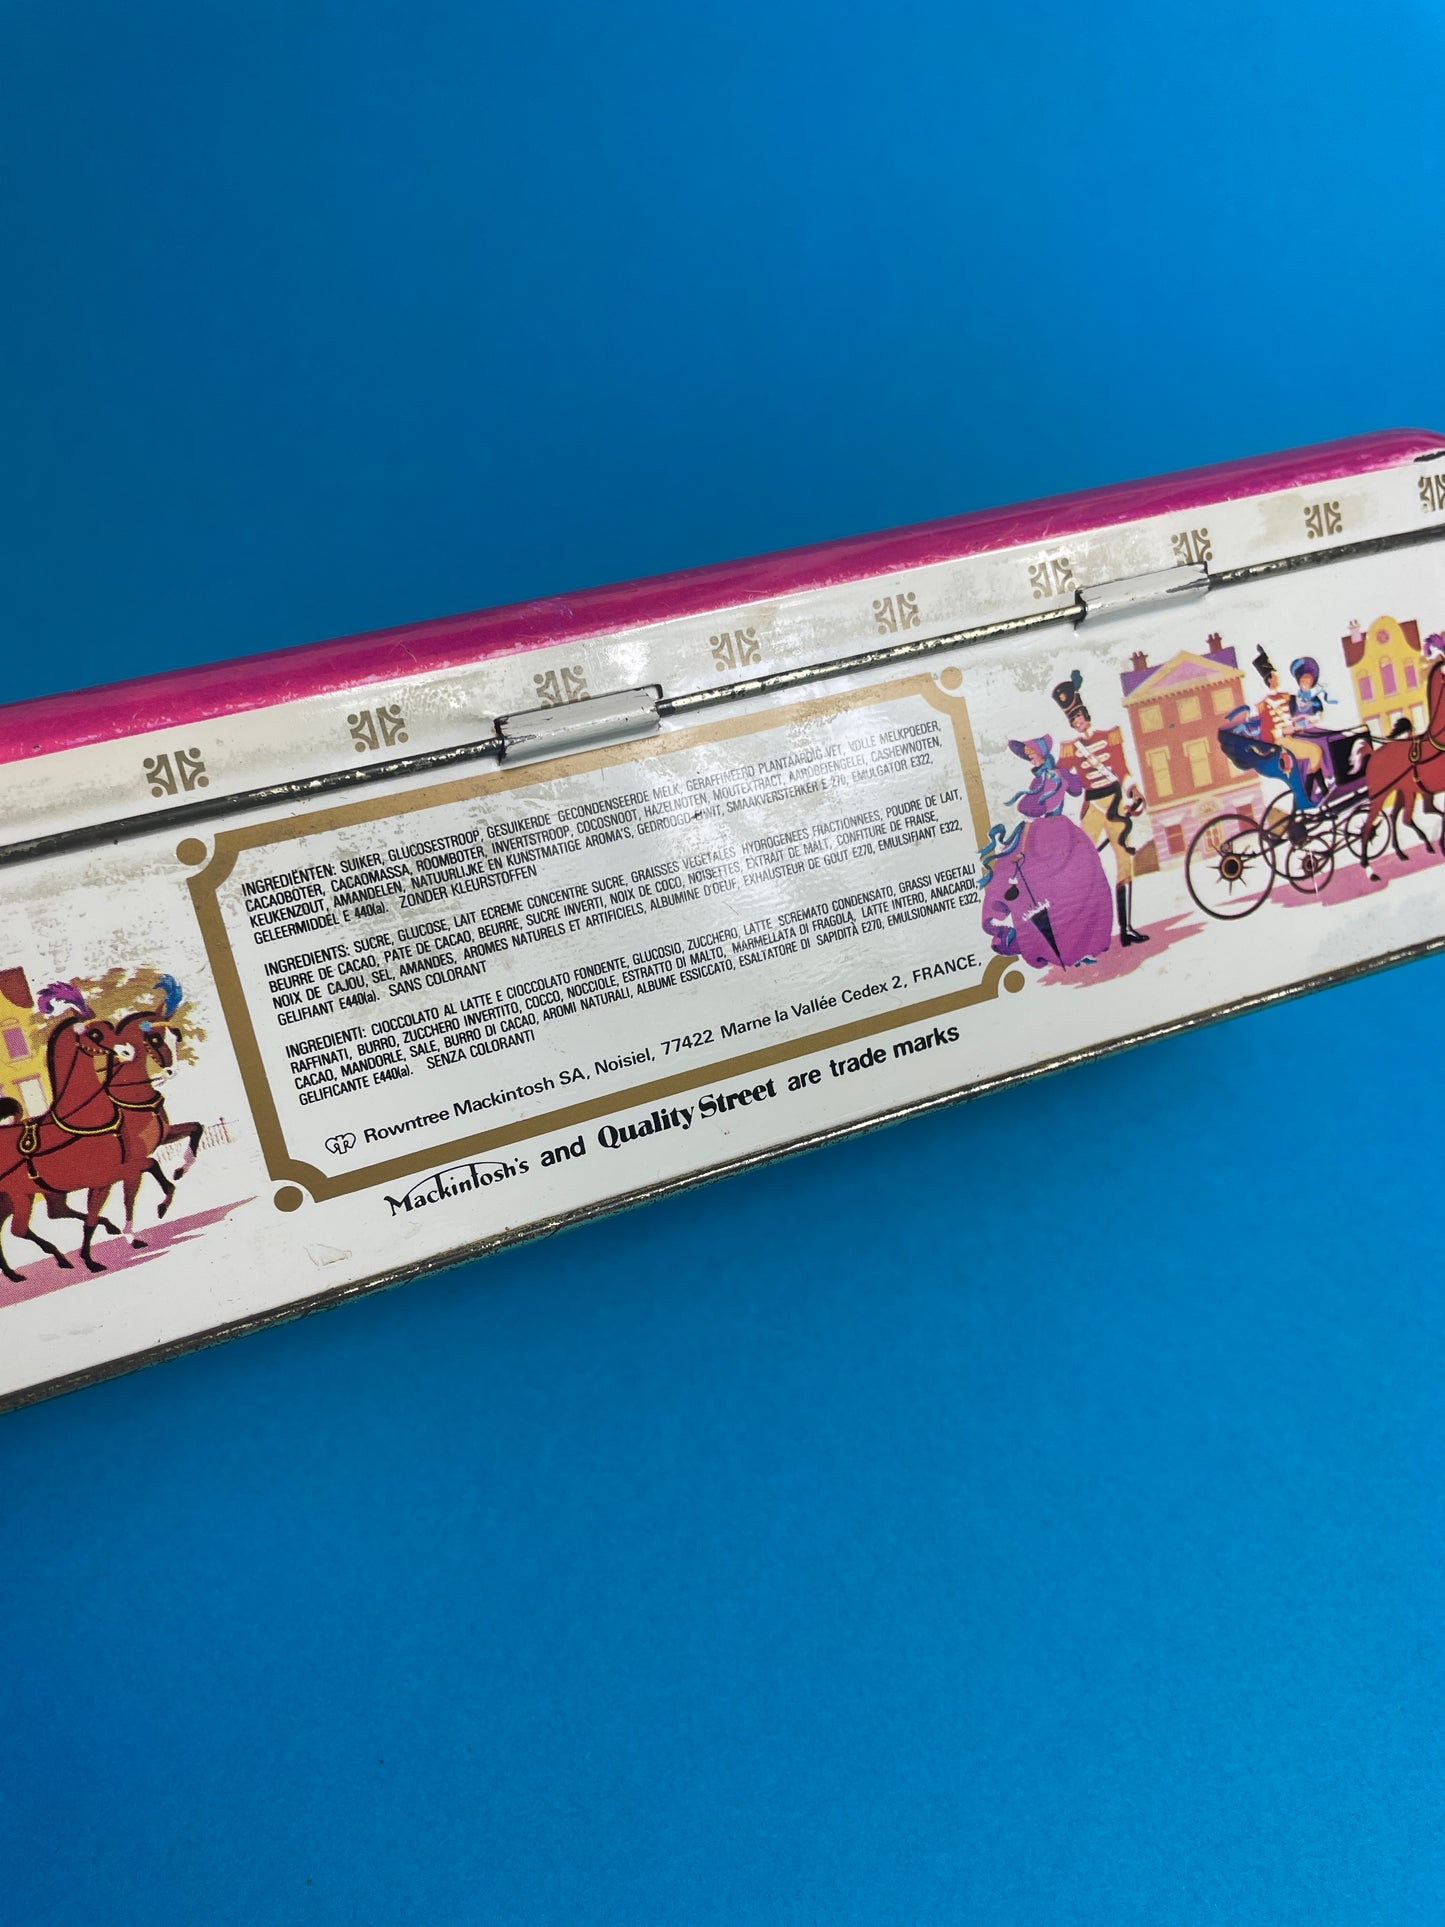 INGREDIËNTEN: SUIKER, GLUCOSESTROOP, GESUIKERDE GECONDENSEERDE MELK, GERAFFINEERD PLANTAARDIG VET, VOLLE MELKPOEDER,
CACAOBOTER, CACAOMASSA, ROOMBOTER, INVERTSTROOP, COCOSNOOT, HAZELNOTEN, MOUTEXTRACT, AARDBEIENGELEI, CASHEWNOTEN,
KEUKENZOUT, AMANDELEN, NATUURLIJKE EN KUNSTMATIGE AROMA'S, GEDROOGD EIWIT, SMAAKVERSTERKER E 270, EMULGATOR E322,
GELEERMIDDEL E 440(a). ZONDER KLEURSTOFFEN
INGREDIENTS: SUCRE, GLUCOSE, LAIT ECREME CONCENTRE SUCRE, GRAISSES VEGETALES HYDROGENEES FRACTIONNEES, POUDRE DE LAIT,
BEURRE DE CACAO, PATE DE CACAO, BEURRE, SUCRE INVERTI, NOIX DE COCO, NOISETTES, EXTRAIT DE MALT, CONFITURE DE FRAISE,
NOIX DE CAJOU, SEL, AMANDES, AROMES NATURELS ET ARTIFICIELS, ALBUMINE D'OEUF, EXHAUSTEUR DE GOUT E270, EMULSIFIANT E322,
GELIFIANT E440(a). SANS COLORANT
INGREDIENTI: CIOCCOLATO AL LATTE E CIOCCOLATO FONDENTE, GLUCOSIO, ZUCCHERO, LATTE SCREMATO CONDENSATO, GRASSI VEGETALI
RAFFINATI, BURRO, ZUCCHERO INVERTITO, COCCO, NOCCIOLE, ESTRATTO DI MALTO, MARMELLATA DI FRAGOLA, LATTE INTERO, ANACARDI,
CACAO, MANDORLE, SALE, BURRO DI CACAO, AROMI NATURALI, ALBUME ESSICCATO, ESALTATORE DI SAPIDITÀ E270, EMULSIONANTE E322,
GELIFICANTE E440(a). SENZA COLORANTI
Rowntree Mackintosh SA, Noisiel, 77422 Marne la Vallée Cedex 2, FRANCE,
Mackintosh's and Quality Street are trade marks